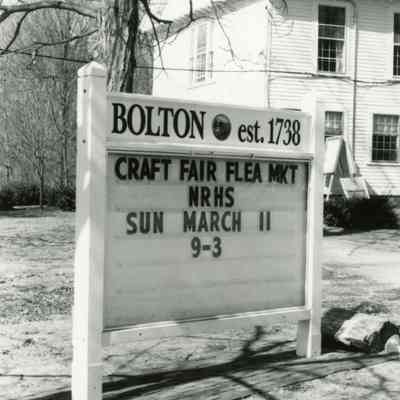 BOLTON est. 1738
CRAFT FAIR FLEA MKT
NRHS
SUN MARCH 11
9-3